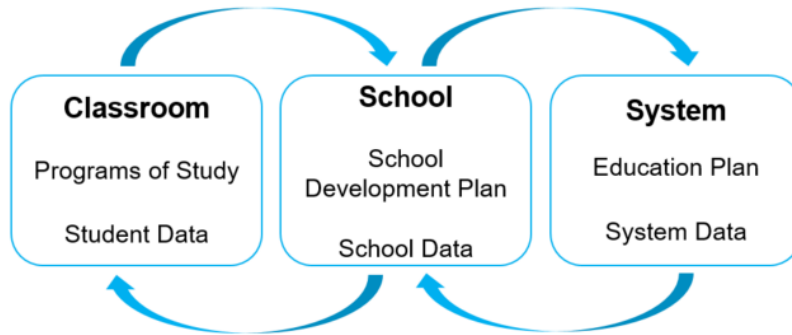 Classroom
Programs of Study
Student Data
School
School
Development Plan
School Data
System
Education Plan
System Data